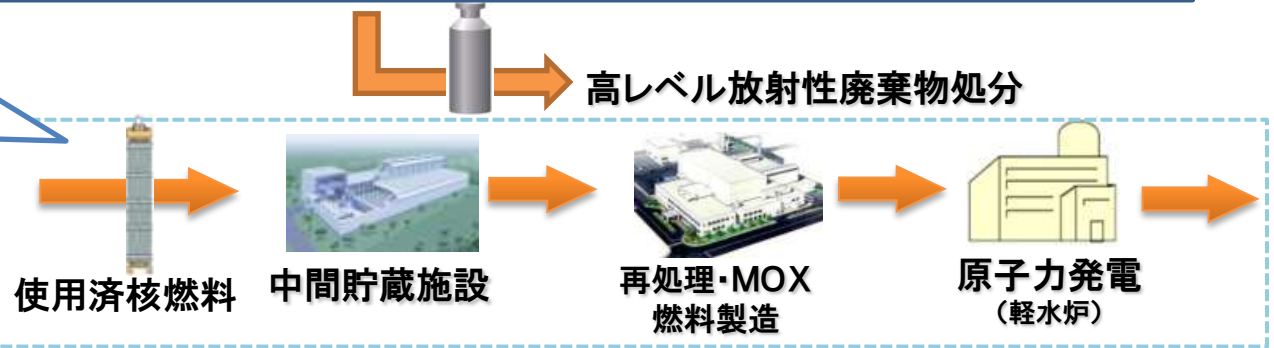 高レベル放射性廃棄物処分
使用済核燃料
中間貯蔵施設
再処理・MOX
燃料製造
原子力発電
（軽水炉）